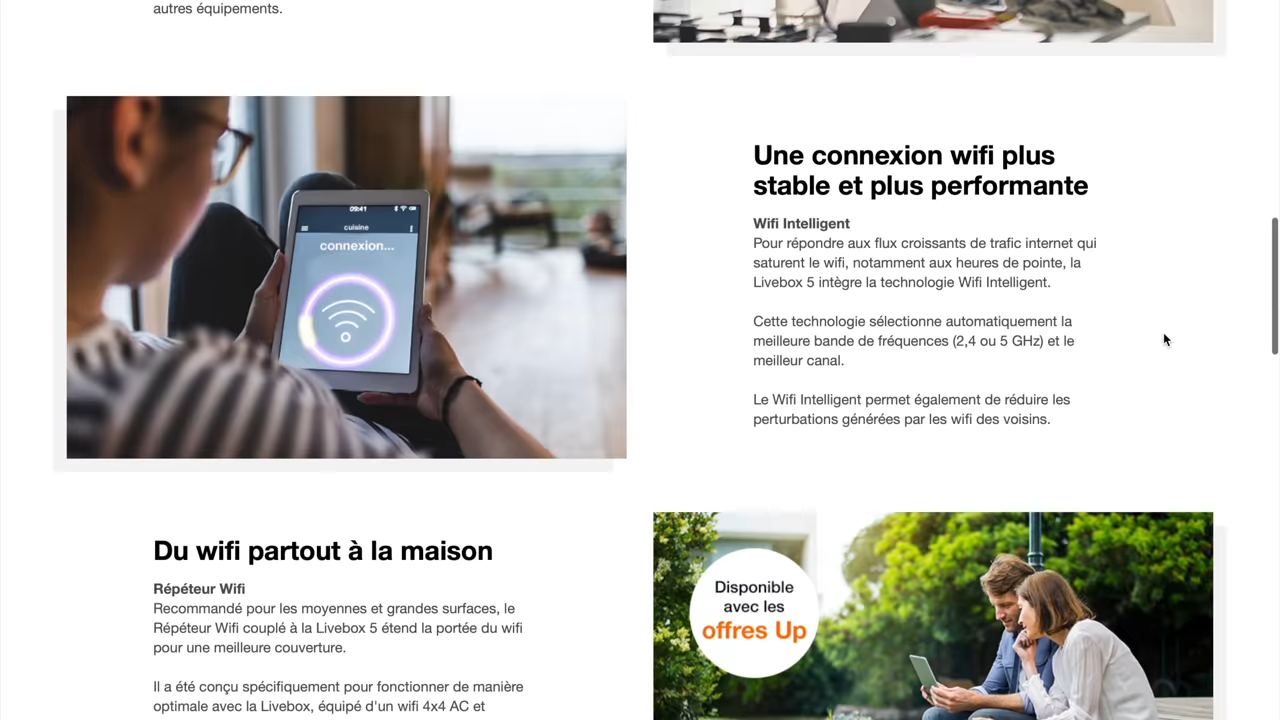 autres équipements.
09:41
cuisine
connexion...
Une connexion wifi plus
stable et plus performante
Wifi Intelligent
Pour répondre aux flux croissants de trafic internet qui
saturent le wifi, notamment aux heures de pointe, la
Livebox 5 intègre la technologie Wifi Intelligent.
Cette technologie sélectionne automatiquement la
meilleure bande de fréquences (2,4 ou 5 GHz) et le
meilleur canal.
Le Wifi Intelligent permet également de réduire les
perturbations générées par les wifi des voisins.
Du wifi partout à la maison
Répéteur Wifi
Recommandé pour les moyennes et grandes surfaces, le
Répéteur Wifi couplé à la Livebox 5 étend la portée du wifi
pour une meilleure couverture.
Il a été conçu spécifiquement pour fonctionner de manière
optimale avec la Livebox, équipé d'un wifi 4x4 AC et
Disponible
avec les
offres Up